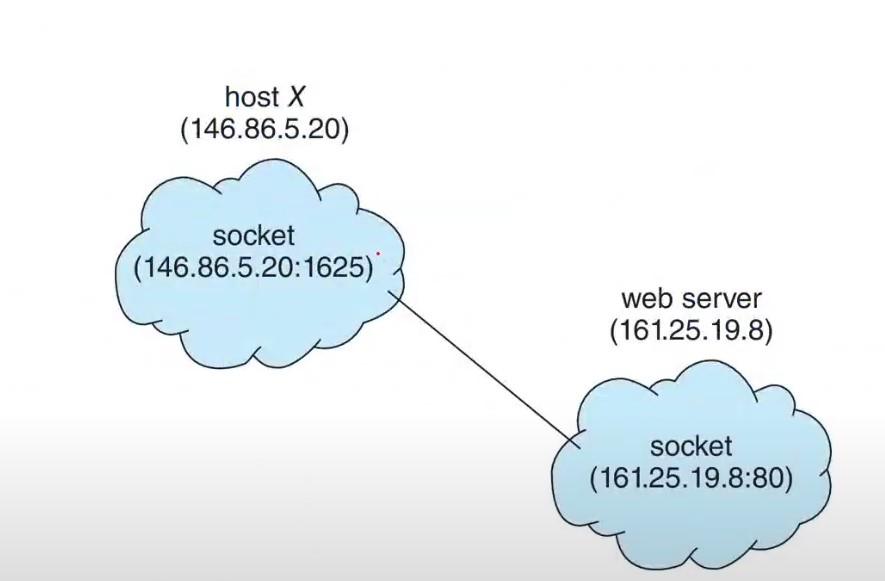 host X
(146.86.5.20)
socket
(146.86.5.20:1625)
web server
(161.25.19.8)
socket
(161.25.19.8:80)